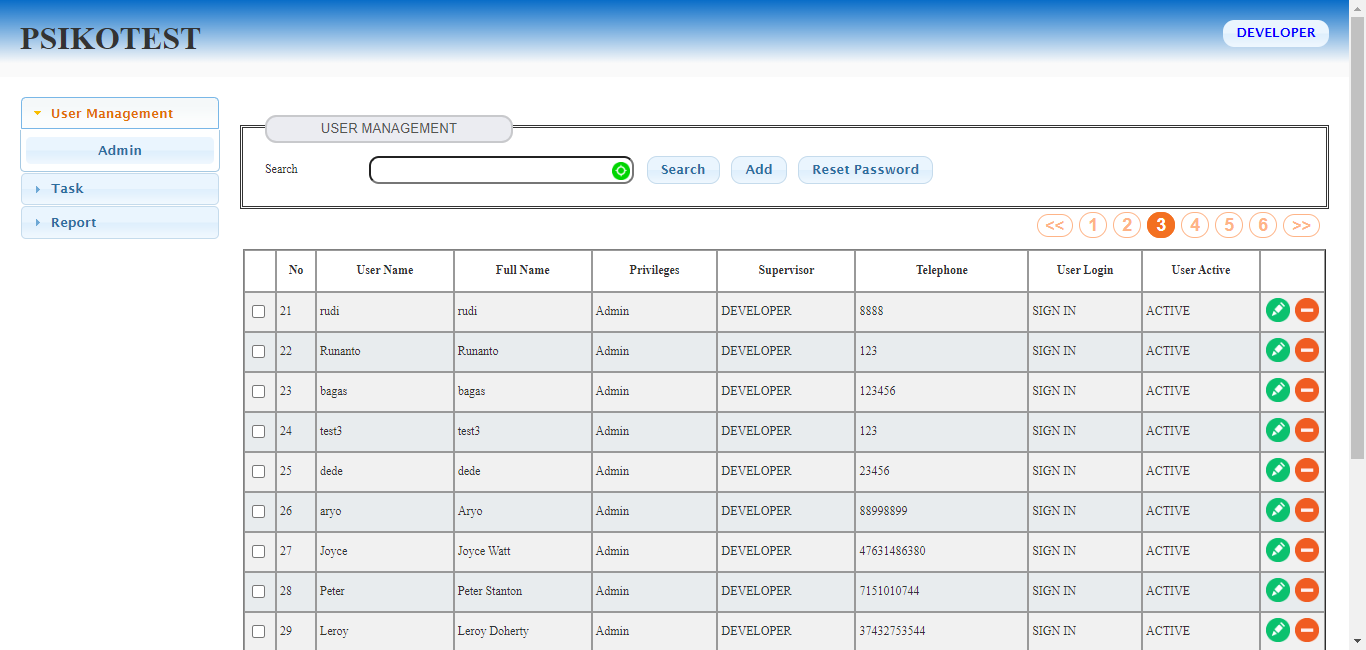 PSIKOTEST
DEVELOPER
User Management
Admin
Task
Report
USER MANAGEMENT
Search Search Add Reset Password
<< 1 2 3 4 5 6 >>
No User Name Full Name Privileges Supervisor Telephone User Login User Active
21 rudi rudi Admin DEVELOPER 8888 SIGN IN ACTIVE
22 Runanto Runanto Admin DEVELOPER 123 SIGN IN ACTIVE
23 bagas bagas Admin DEVELOPER 123456 SIGN IN ACTIVE
24 test3 test3 Admin DEVELOPER 123 SIGN IN ACTIVE
25 dede dede Admin DEVELOPER 23456 SIGN IN ACTIVE
26 aryo Aryo Admin DEVELOPER 88998899 SIGN IN ACTIVE
27 Joyce Joyce Watt Admin DEVELOPER 47631486380 SIGN IN ACTIVE
28 Peter Peter Stanton Admin DEVELOPER 7151010744 SIGN IN ACTIVE
29 Leroy Leroy Doherty Admin DEVELOPER 37432753544 SIGN IN ACTIVE